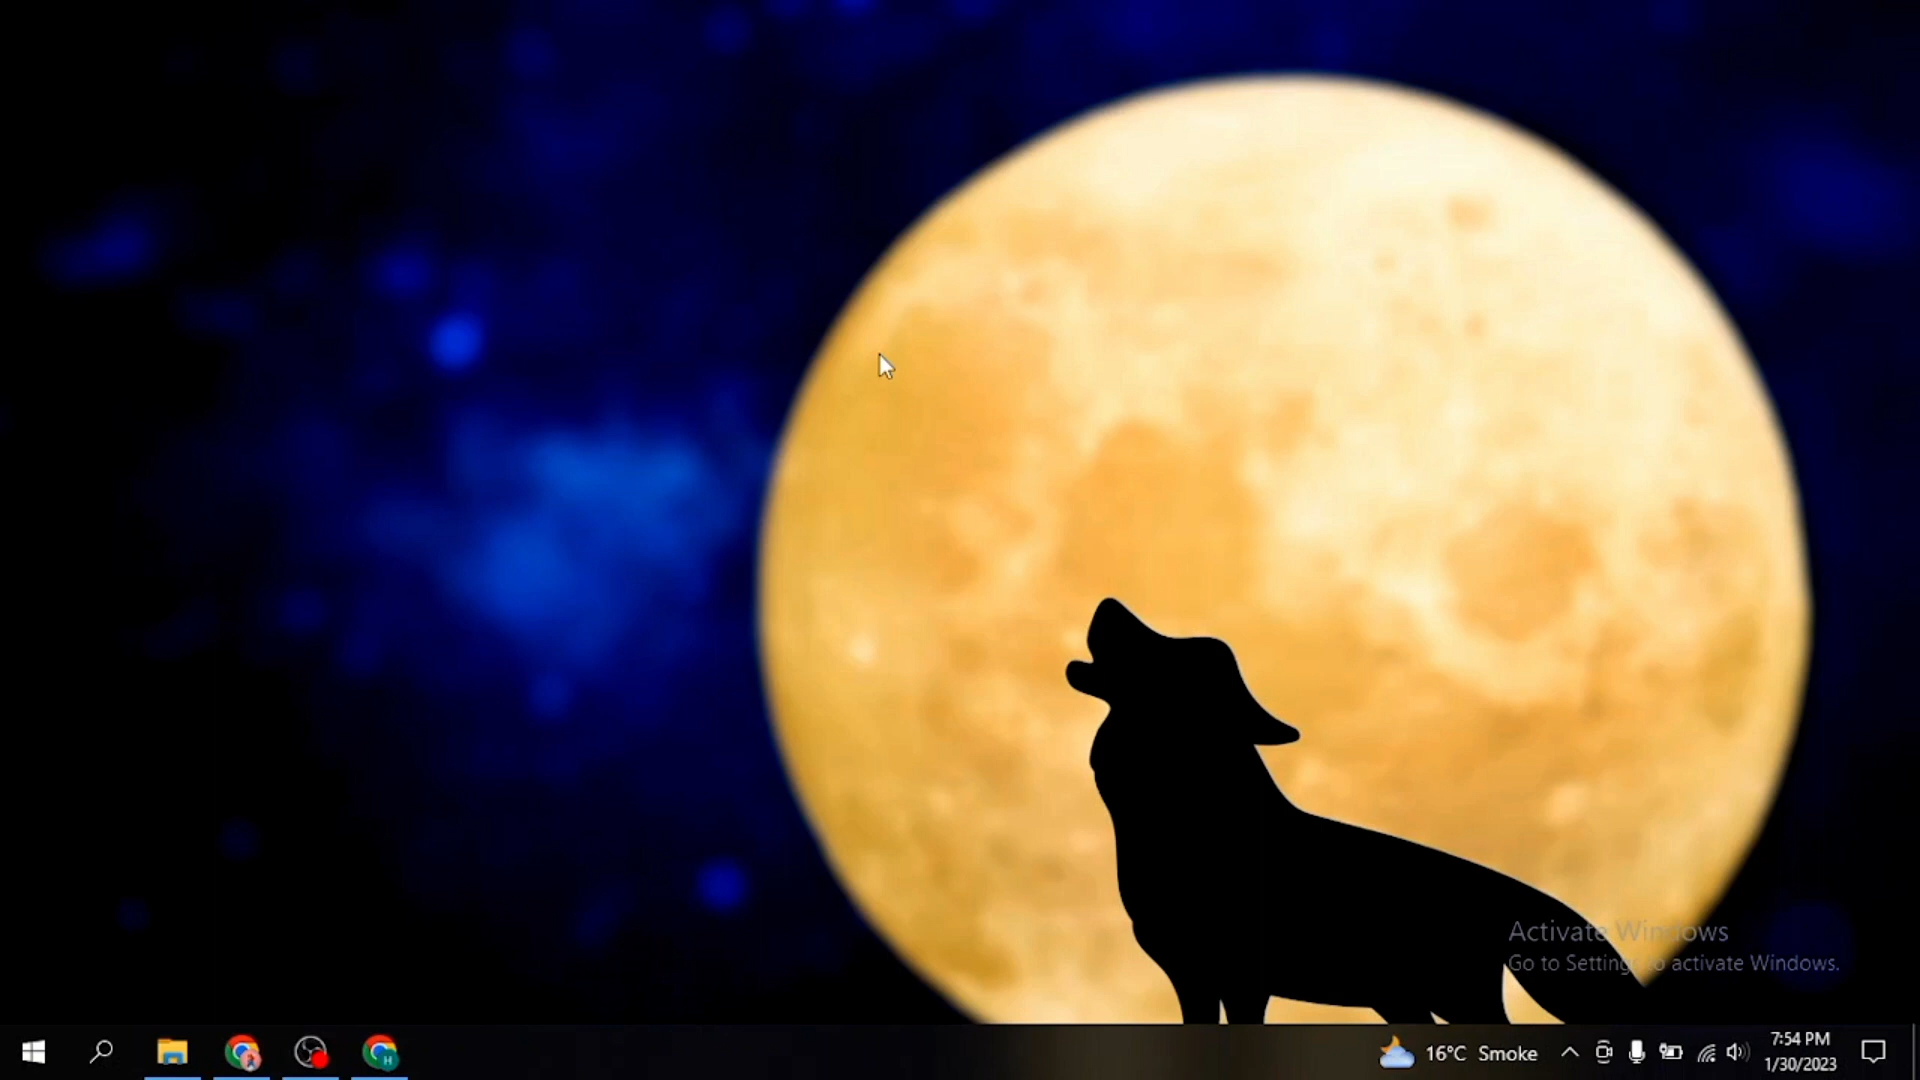 Activate Windows
Go to Settings to activate Windows.
H
16°C Smoke
7:54 PM
1/30/2023